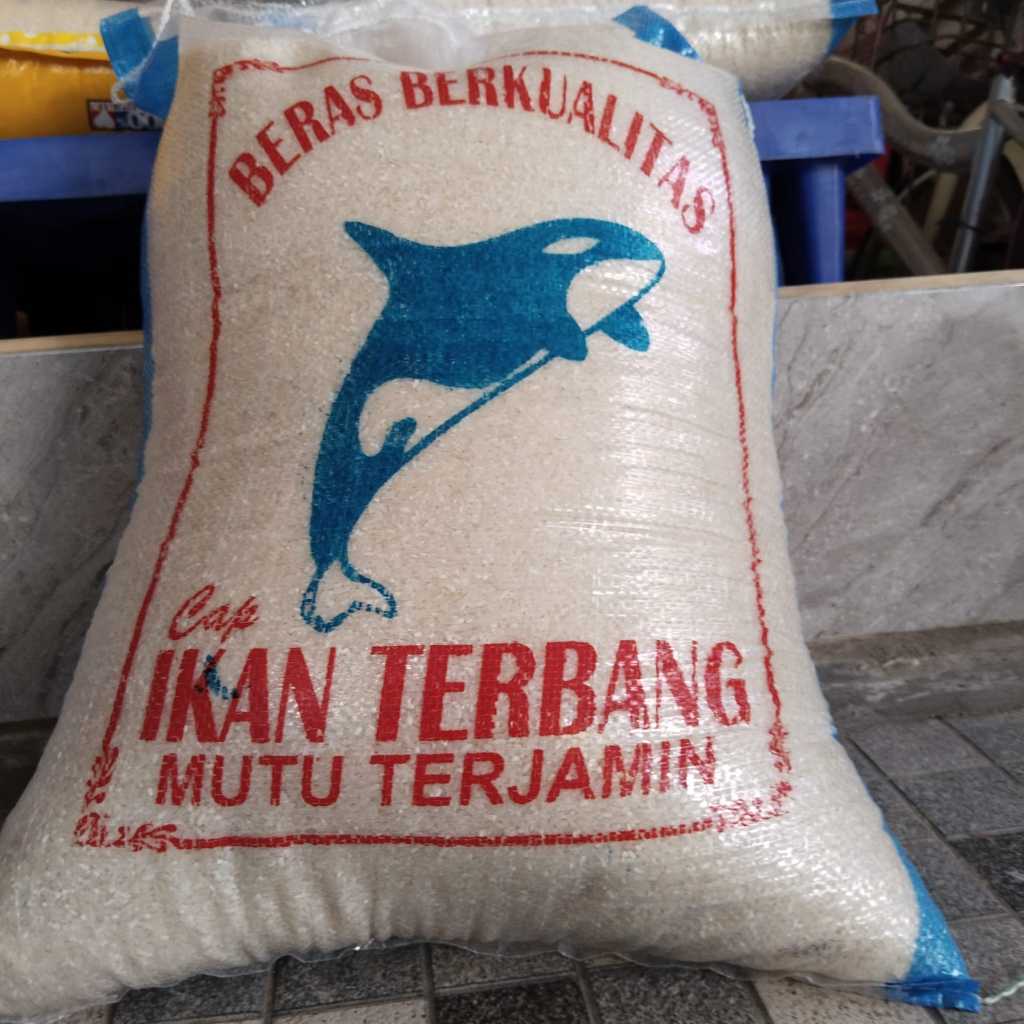 BERAS BERKUALITAS
Cap
IKAN TERBANG
MUTU TERJAMIN